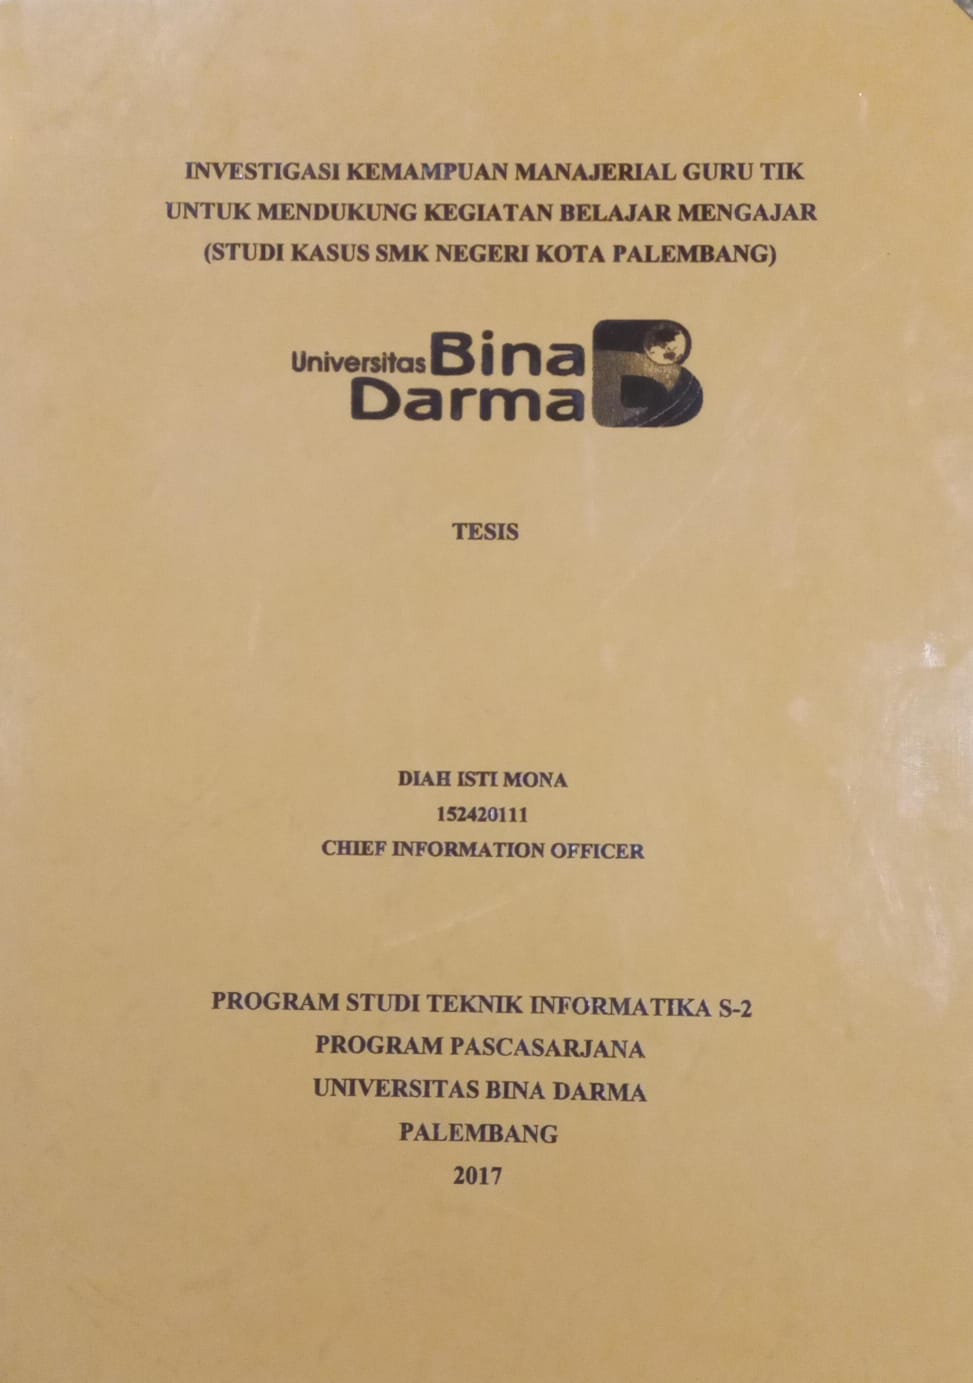 INVESTIGASI KEMAMPUAN MANAJERIAL GURU TIK
UNTUK MENDUKUNG KEGIATAN BELAJAR MENGAJAR
(STUDI KASUS SMK NEGERI KOTA PALEMBANG)
Universitas Bina
Darma
TESIS
DIAH ISTI MONA
152420111
CHIEF INFORMATION OFFICER
PROGRAM STUDI TEKNIK INFORMATIKA S-2
PROGRAM PASCASARJANA
UNIVERSITAS BINA DARMA
PALEMBANG
2017